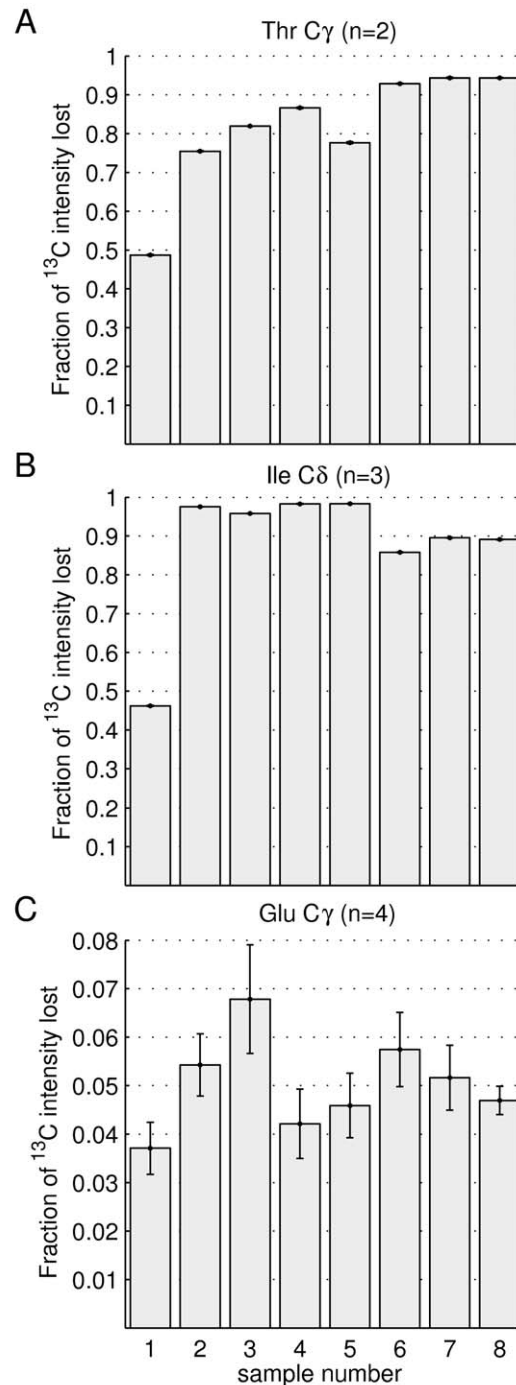 A
Thr Cγ (n=2)
Fraction of ¹³C intensity lost
1
0.9
0.8
0.7
0.6
0.5
0.4
0.3
0.2
0.1
B
Ile Cδ (n=3)
Fraction of ¹³C intensity lost
1
0.9
0.8
0.7
0.6
0.5
0.4
0.3
0.2
0.1
C
Glu Cγ (n=4)
Fraction of ¹³C intensity lost
0.08
0.07
0.06
0.05
0.04
0.03
0.02
0.01
1 2 3 4 5 6 7 8
sample number